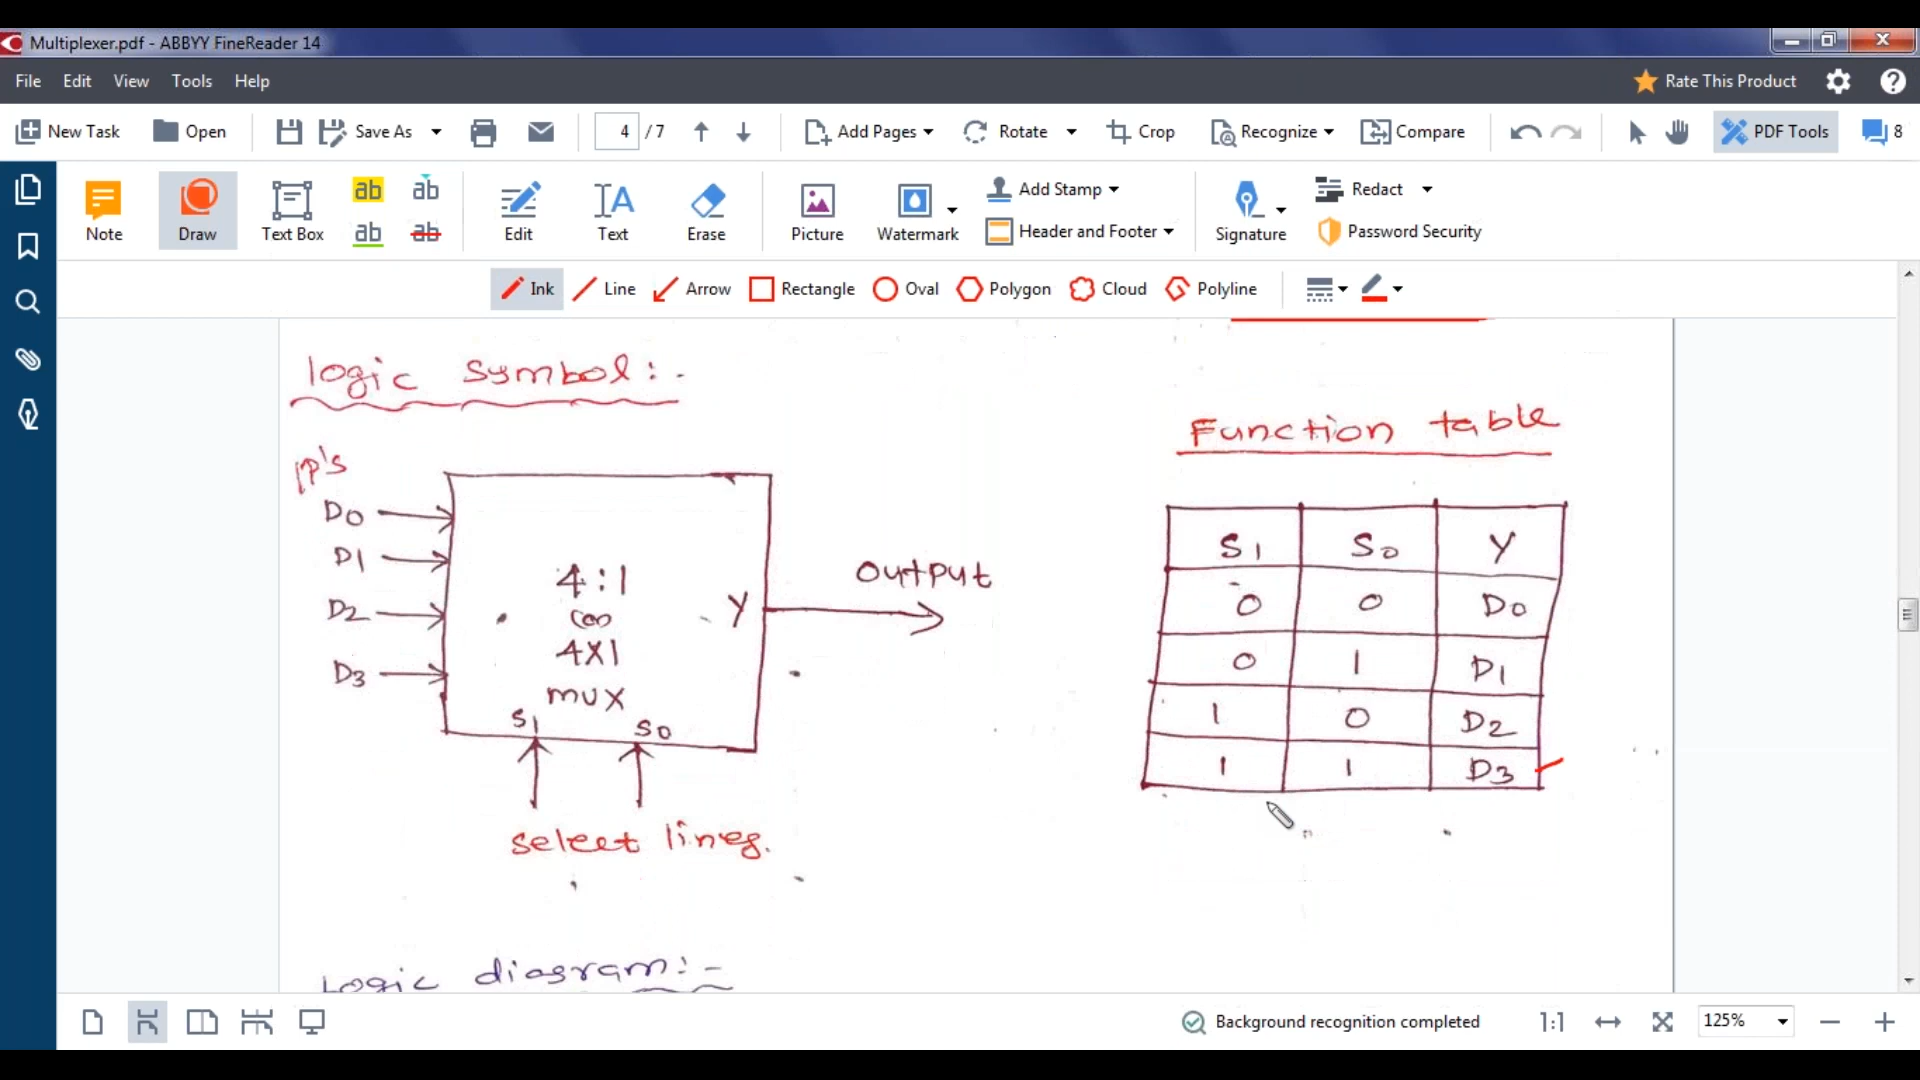 Multiplexer.pdf - ABBYY FineReader 14
File Edit View Tools Help
Rate This Product
New Task Open Save As 4 / 7 Add Pages Rotate Crop Recognize Compare PDF Tools 8
Note Draw Text Box ab ab ab ab Edit Text Erase Picture Watermark Add Stamp Header and Footer Signature Redact Password Security
Ink Line Arrow Rectangle Oval Polygon Cloud Polyline
Logic symbol:-
Function table
IP's
D0
D1
D2
D3
4:1
(or)
4X1
mux
Y
output
S1 S0
select lines.
S1 S0 Y
0 0 D0
0 1 D1
1 0 D2
1 1 D3
Logic diagram:-
Background recognition completed 1:1 125%